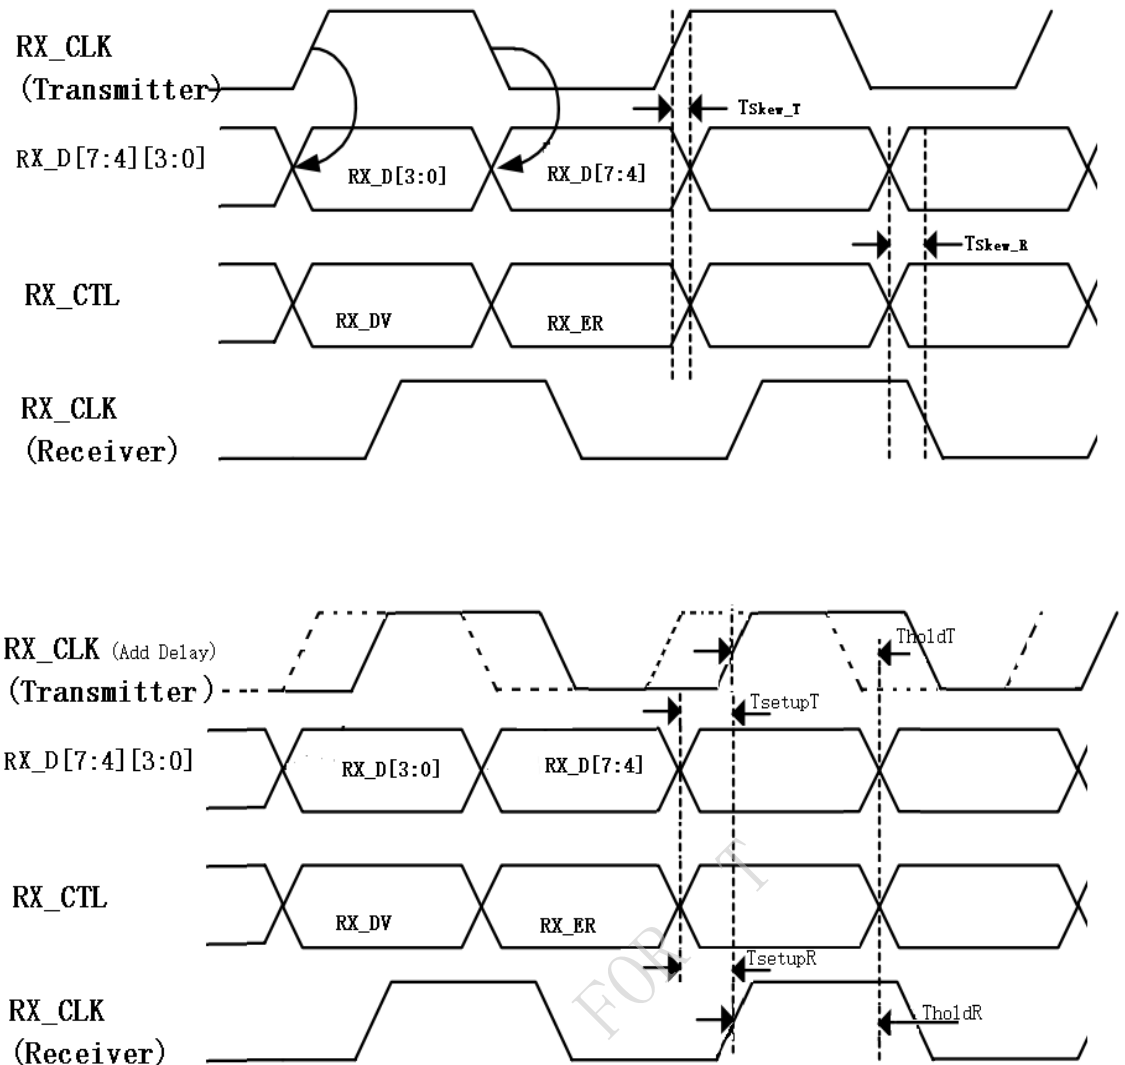 RX_CLK
(Transmitter)
Tskew_T
RX_D[7:4][3:0]
RX_D[3:0]
RX_D[7:4]
Tskew_R
RX_CTL
RX_DV
RX_ER
RX_CLK
(Receiver)
RX_CLK (Add Delay)
(Transmitter)
TholdT
TsetupT
RX_D[7:4][3:0]
RX_D[3:0]
RX_D[7:4]
RX_CTL
RX_DV
RX_ER
FOR T
TsetupR
RX_CLK
(Receiver)
TholdR